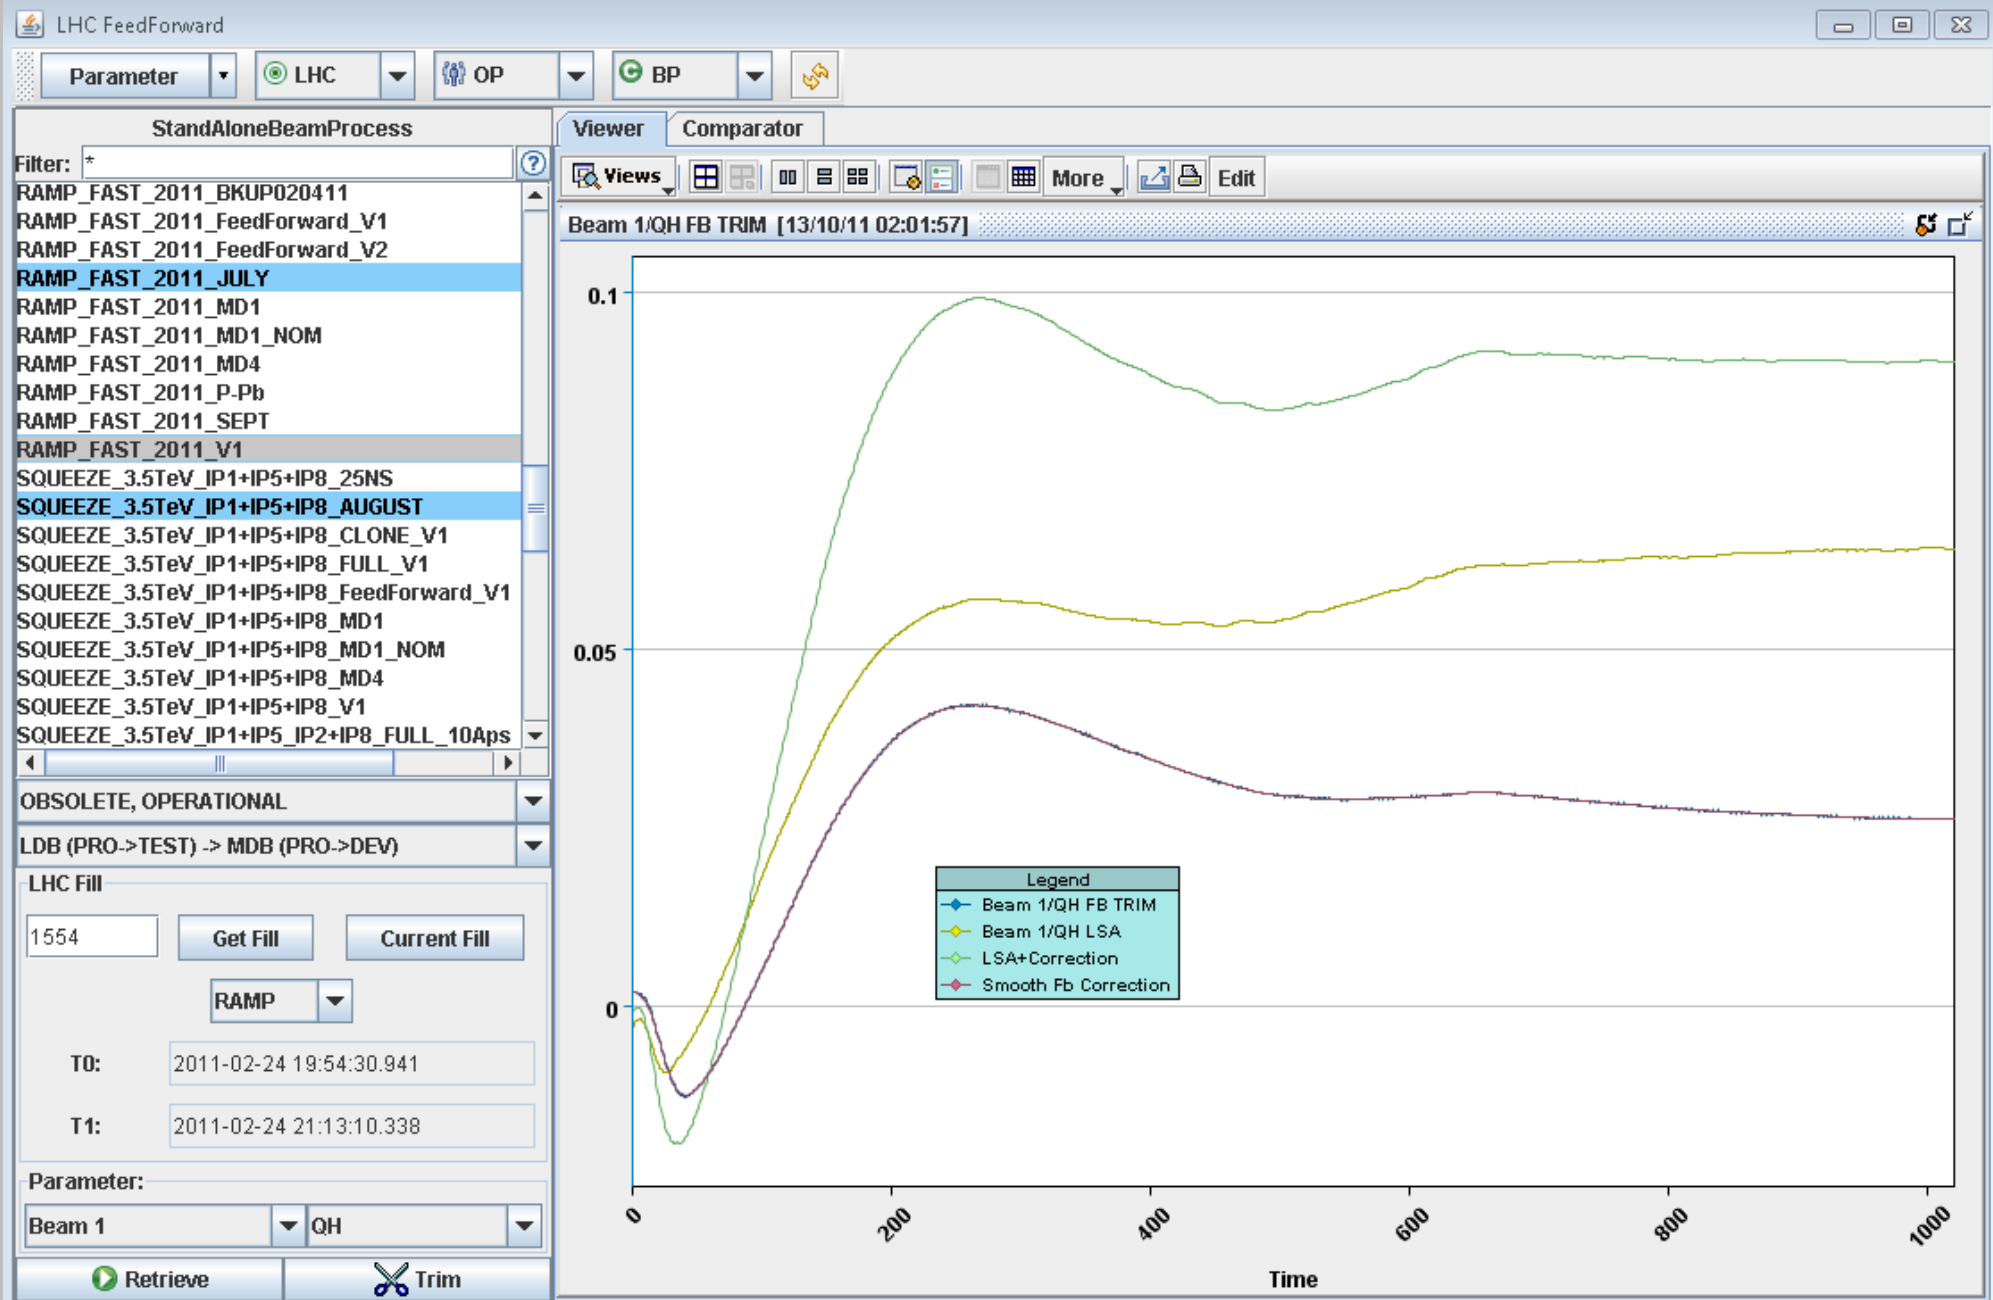 LHC FeedForward
Parameter LHC OP BP
StandAloneBeamProcess
Filter: *
RAMP_FAST_2011_BKUP020411
RAMP_FAST_2011_FeedForward_V1
RAMP_FAST_2011_FeedForward_V2
RAMP_FAST_2011_JULY
RAMP_FAST_2011_MD1
RAMP_FAST_2011_MD1_NOM
RAMP_FAST_2011_MD4
RAMP_FAST_2011_P-Pb
RAMP_FAST_2011_SEPT
RAMP_FAST_2011_V1
SQUEEZE_3.5TeV_IP1+IP5+IP8_25NS
SQUEEZE_3.5TeV_IP1+IP5+IP8_AUGUST
SQUEEZE_3.5TeV_IP1+IP5+IP8_CLONE_V1
SQUEEZE_3.5TeV_IP1+IP5+IP8_FULL_V1
SQUEEZE_3.5TeV_IP1+IP5+IP8_FeedForward_V1
SQUEEZE_3.5TeV_IP1+IP5+IP8_MD1
SQUEEZE_3.5TeV_IP1+IP5+IP8_MD1_NOM
SQUEEZE_3.5TeV_IP1+IP5+IP8_MD4
SQUEEZE_3.5TeV_IP1+IP5+IP8_V1
SQUEEZE_3.5TeV_IP1+IP5_IP2+IP8_FULL_10Aps
OBSOLETE, OPERATIONAL
LDB (PRO->TEST) -> MDB (PRO->DEV)
LHC Fill
1554 Get Fill Current Fill
RAMP
T0: 2011-02-24 19:54:30.941
T1: 2011-02-24 21:13:10.338
Parameter:
Beam 1 QH
Retrieve Trim
Viewer Comparator
Views More Edit
Beam 1/QH FB TRIM [13/10/11 02:01:57]
0.1
0.05
0
Legend
Beam 1/QH FB TRIM
Beam 1/QH LSA
LSA+Correction
Smooth Fb Correction
0 200 400 600 800 1000
Time